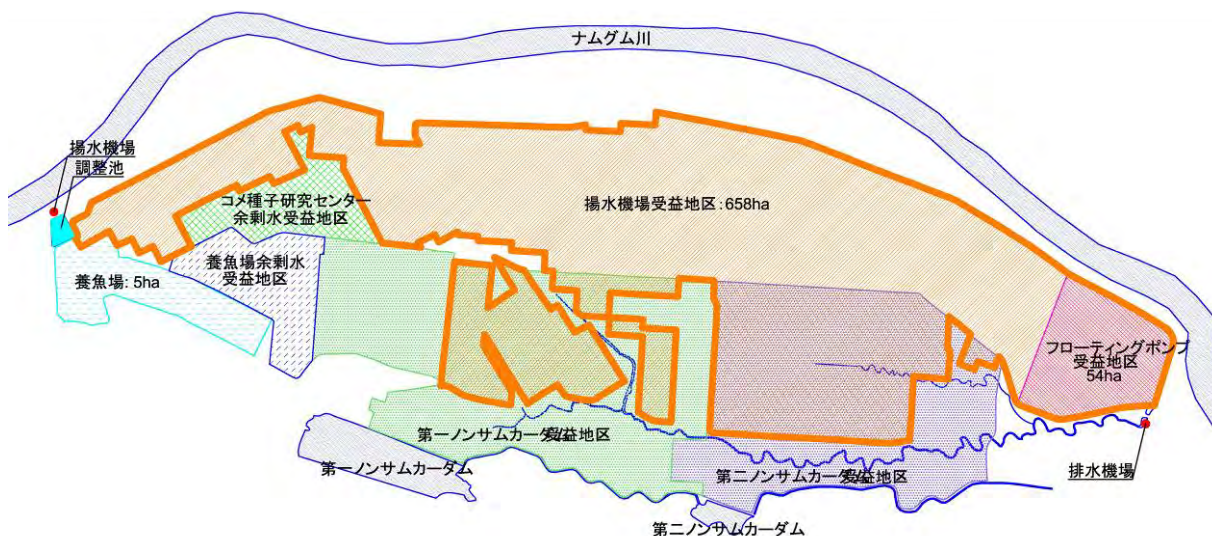 ナムグム川
揚水機場
調整池
コメ種子研究センター
余剰水受益地区
揚水機場受益地区:658ha
養魚場余剰水
受益地区
養魚場: 5ha
フローティングポンプ
受益地区
54ha
第一ノンサムカーダム受益地区
第一ノンサムカーダム
第二ノンサムカーダム受益地区
排水機場
第二ノンサムカーダム